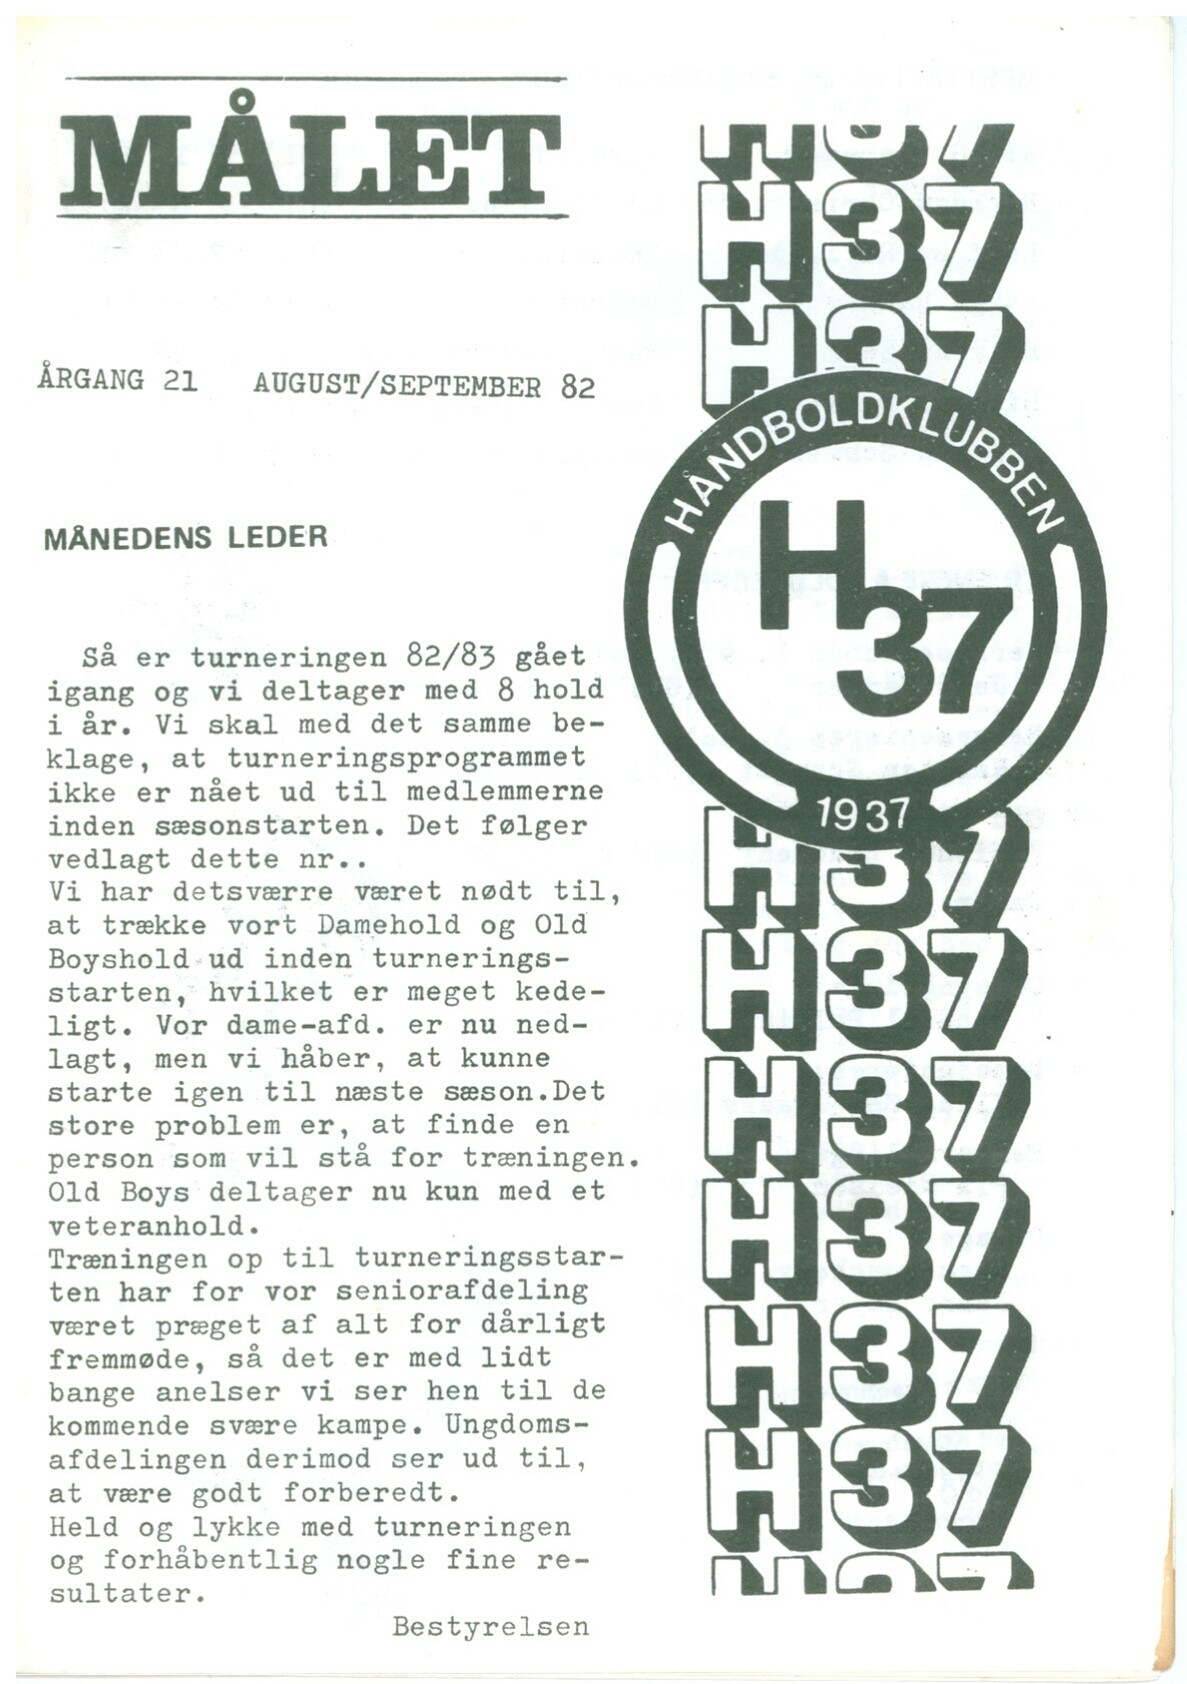 MÅLET
ÅRGANG 21 AUGUST/SEPTEMBER 82
MÅNEDENS LEDER
Så er turneringen 82/83 gået
igang og vi deltager med 8 hold
i år. Vi skal med det samme be-
klage, at turneringsprogrammet
ikke er nået ud til medlemmerne
inden sæsonstarten. Det følger
vedlagt dette nr..
Vi har detsværre været nødt til,
at trække vort Damehold og Old
Boyshold ud inden turnerings-
starten, hvilket er meget kede-
ligt. Vor dame-afd. er nu ned-
lagt, men vi håber, at kunne
starte igen til næste sæson.Det
store problem er, at finde en
person som vil stå for træningen.
Old Boys deltager nu kun med et
veteranhold.
Træningen op til turneringsstar-
ten har for vor seniorafdeling
været præget af alt for dårligt
fremmøde, så det er med lidt
bange anelser vi ser hen til de
kommende svære kampe. Ungdoms-
afdelingen derimod ser ud til,
at være godt forberedt.
Held og lykke med turneringen
og forhåbentlig nogle fine re-
sultater.
Bestyrelsen
H37
H37
H37
HÅNDBOLDKLUBBEN
H37
1937
H37
H37
H37
H37
H37
H37
H37